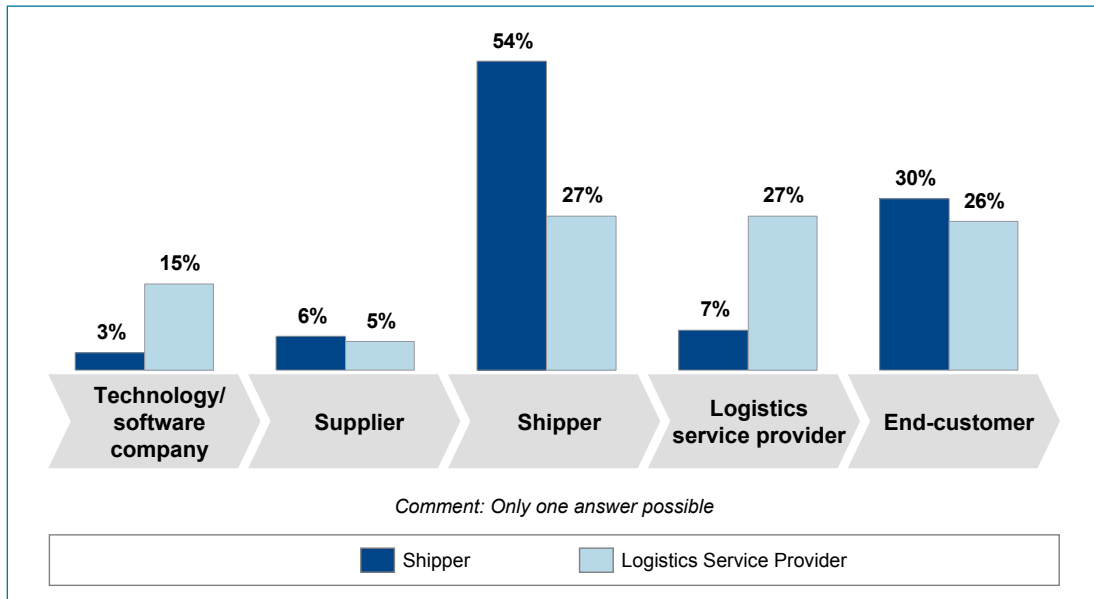 54%
30%
27%
27%
26%
15%
7%
6%
5%
3%
Technology/
software
company
Supplier
Shipper
Logistics
service provider
End-customer
Comment: Only one answer possible
Shipper
Logistics Service Provider